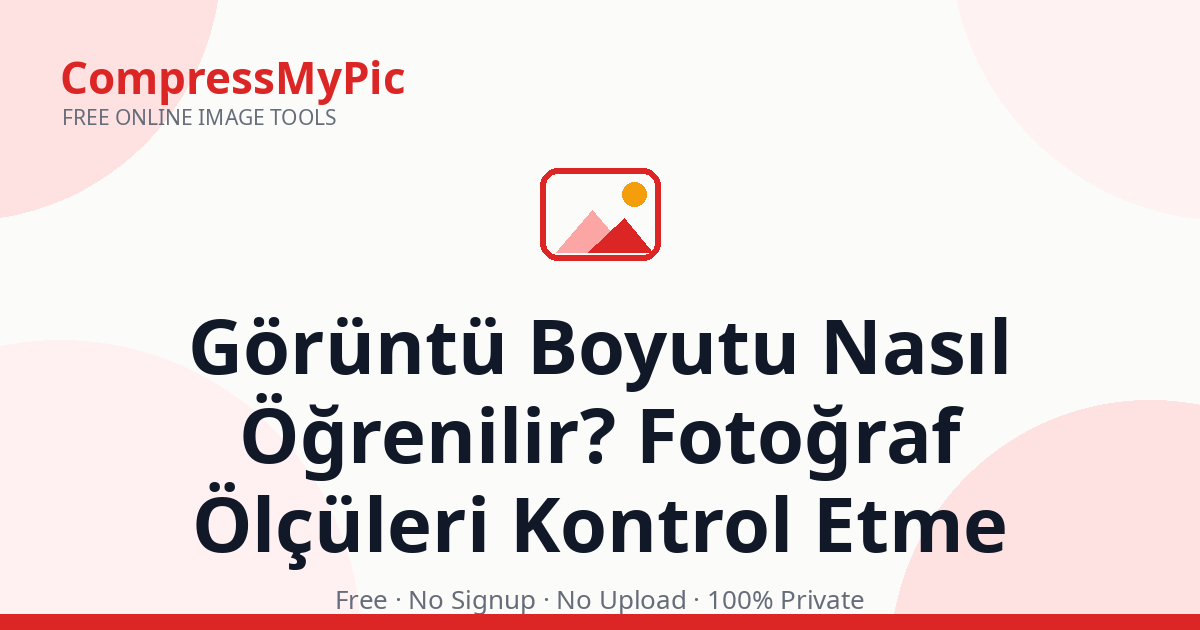 CompressMyPic
FREE ONLINE IMAGE TOOLS
Görüntü Boyutu Nasıl
Öğrenilir? Fotoğraf
Ölçüleri Kontrol Etme
Free · No Signup · No Upload · 100% Private